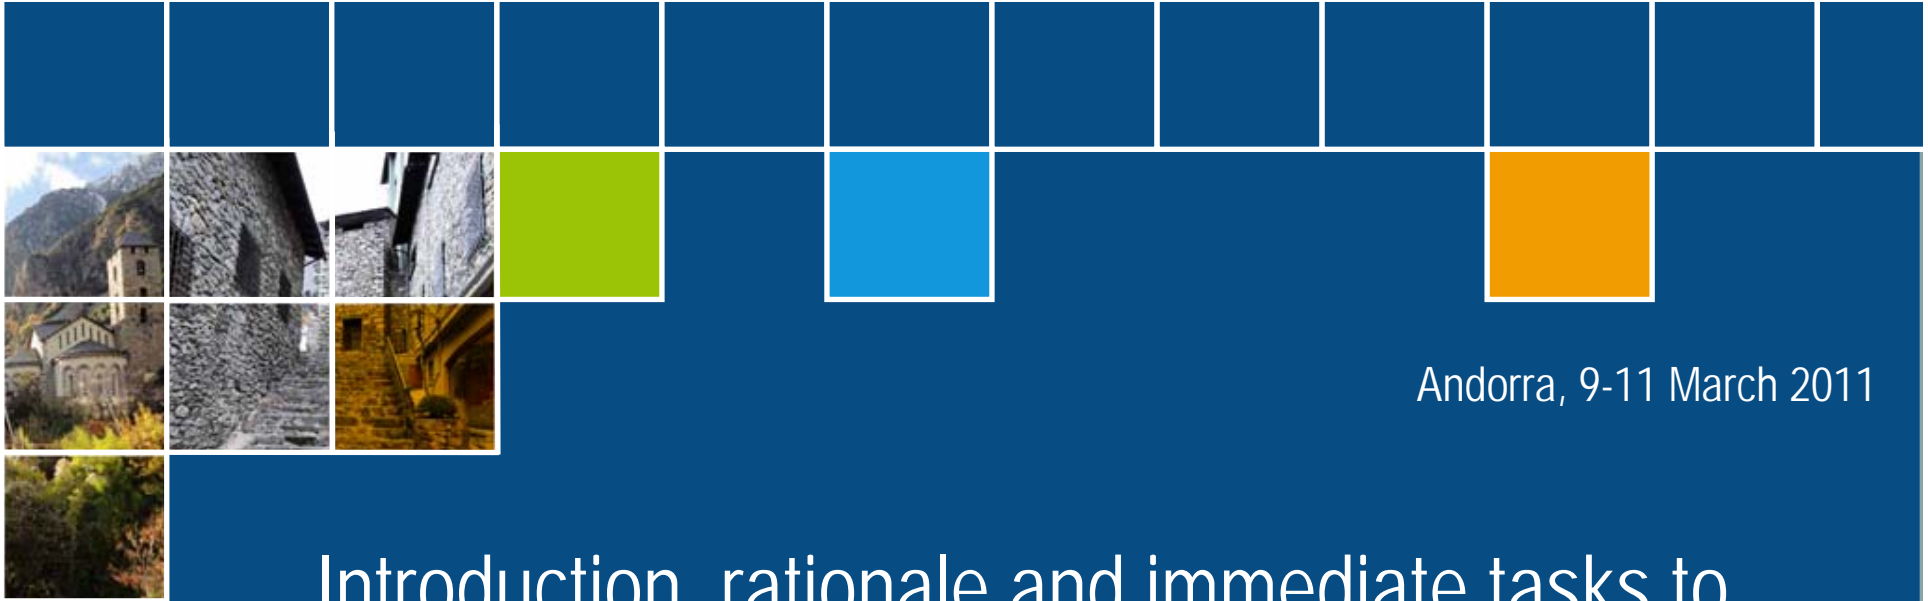 Andorra, 9-11 March 2011
Introduction, rationale and immediate tasks to